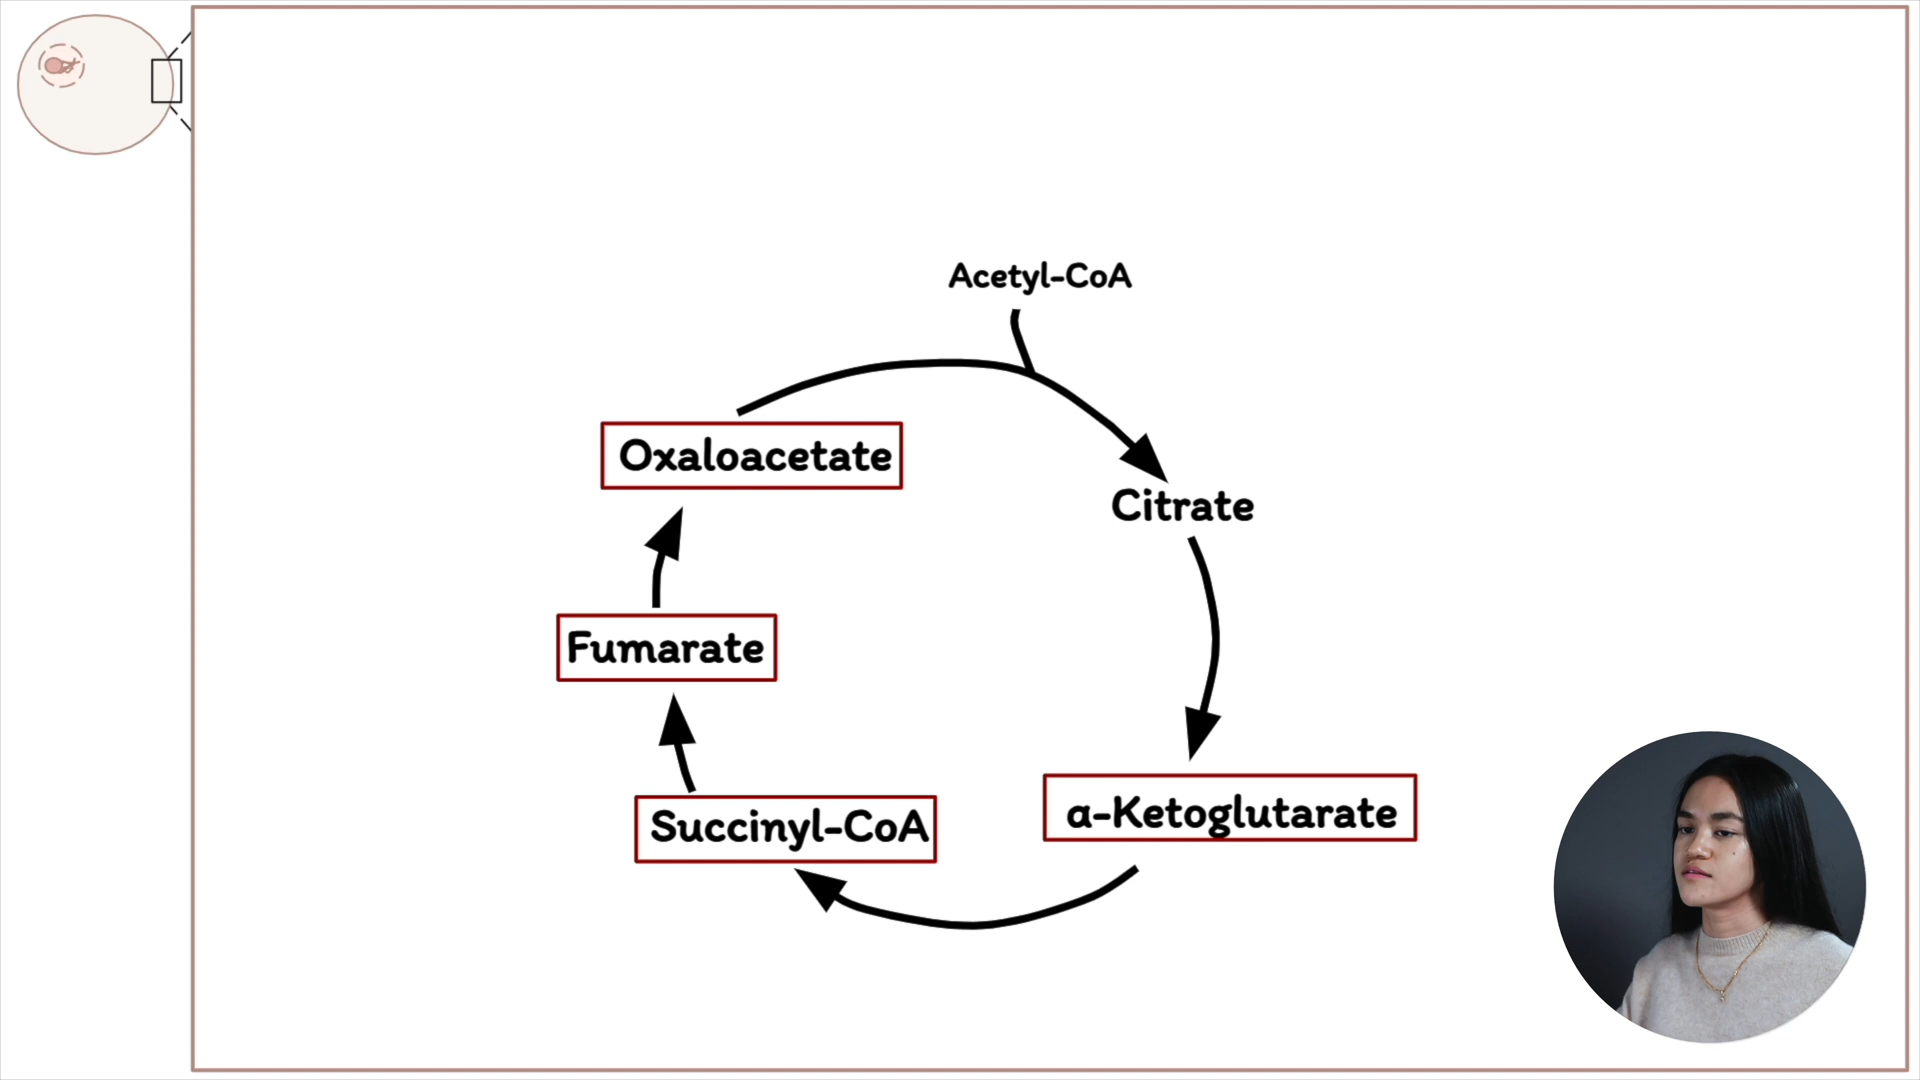 Acetyl-CoA
Oxaloacetate
Citrate
Fumarate
α-Ketoglutarate
Succinyl-CoA